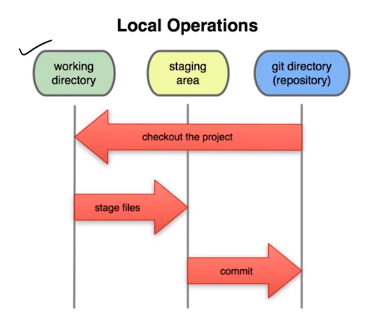 Local Operations
working
directory
staging
area
git directory
(repository)
checkout the project
stage files
commit